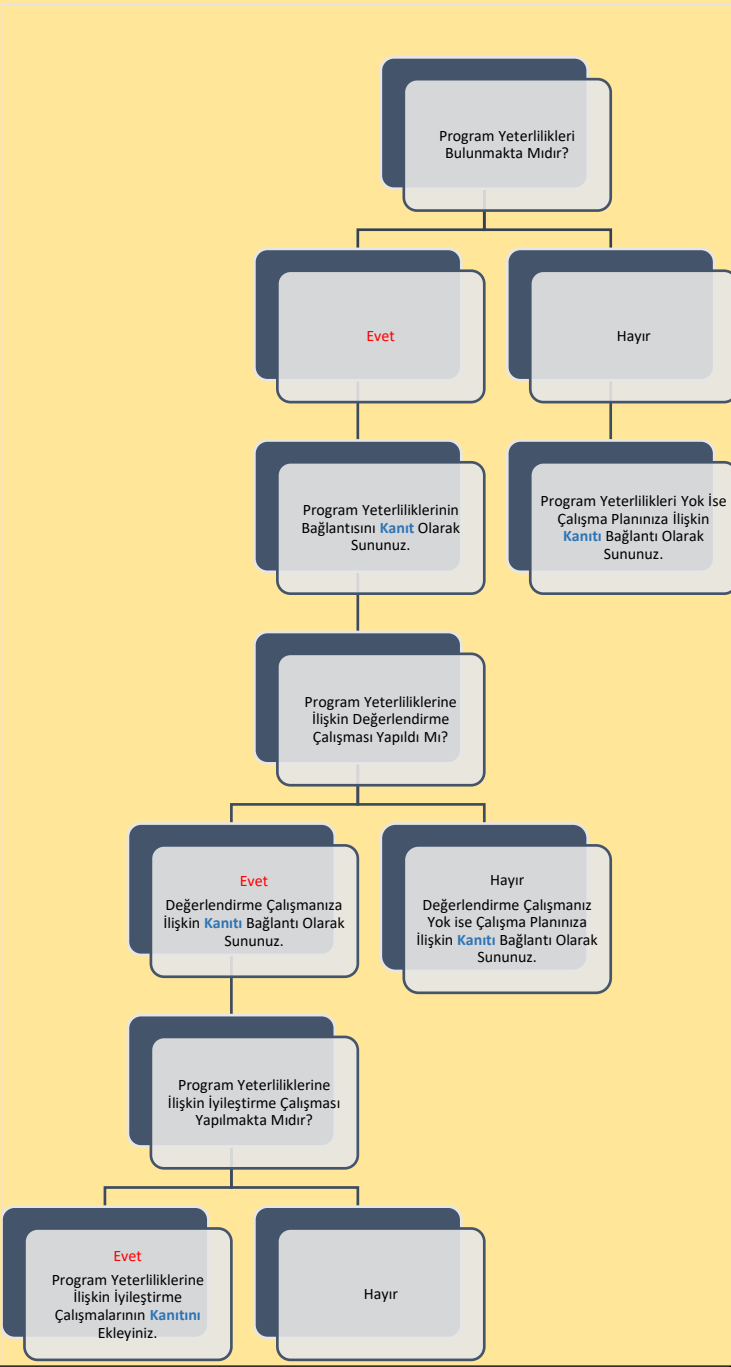 Program Yeterlilikleri
Bulunmakta Mıdır?
Evet
Hayır
Program Yeterliliklerinin
Bağlantısını Kanıt Olarak
Sununuz.
Program Yeterlilikleri Yok İse
Çalışma Planınıza İlişkin
Kanıtı Bağlantı Olarak
Sununuz.
Program Yeterliliklerine
İlişkin Değerlendirme
Çalışması Yapıldı Mı?
Evet
Değerlendirme Çalışmanıza
İlişkin Kanıtı Bağlantı Olarak
Sununuz.
Hayır
Değerlendirme Çalışmanız
Yok ise Çalışma Planınıza
İlişkin Kanıtı Bağlantı Olarak
Sununuz.
Program Yeterliliklerine
İlişkin İyileştirme Çalışması
Yapılmakta Mıdır?
Evet
Program Yeterliliklerine
İlişkin İyileştirme
Çalışmalarının Kanıtını
Ekleyiniz.
Hayır